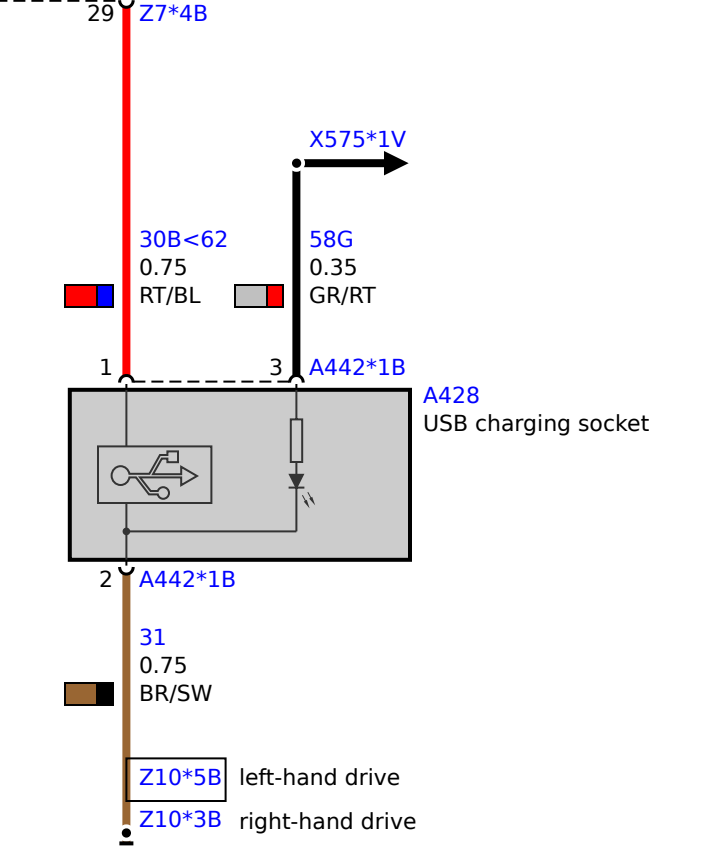 29 Z7*4B
X575*1V
30B<62
0.75
RT/BL
58G
0.35
GR/RT
1
3 A442*1B
A428
USB charging socket
2 A442*1B
31
0.75
BR/SW
Z10*5B left-hand drive
Z10*3B right-hand drive